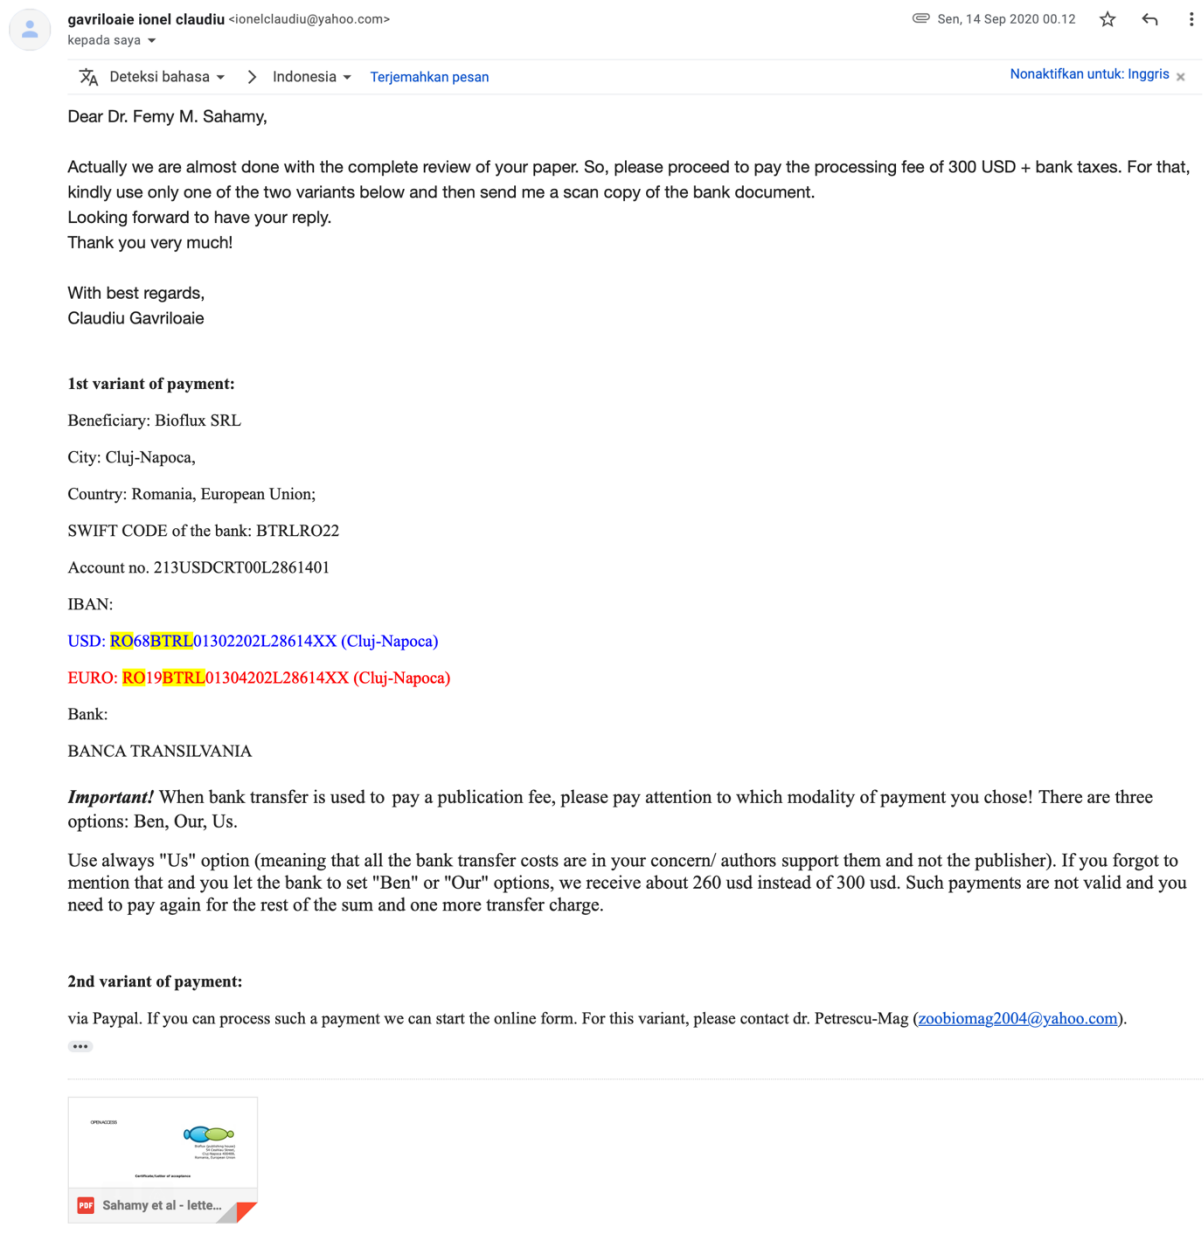 gavriloaie ionel claudiu <ionelclaudiu@yahoo.com>
Sen, 14 Sep 2020 00.12
kepada saya
Deteksi bahasa > Indonesia Terjemahkan pesan
Nonaktifkan untuk: Inggris x
Dear Dr. Femy M. Sahamy,
Actually we are almost done with the complete review of your paper. So, please proceed to pay the processing fee of 300 USD + bank taxes. For that,
kindly use only one of the two variants below and then send me a scan copy of the bank document.
Looking forward to have your reply.
Thank you very much!
With best regards,
Claudiu Gavriloaie
1st variant of payment:
Beneficiary: Bioflux SRL
City: Cluj-Napoca,
Country: Romania, European Union;
SWIFT CODE of the bank: BTRLRO22
Account no. 213USDCRT00L2861401
IBAN:
USD: RO68BTRL01302202L28614XX (Cluj-Napoca)
EURO: RO19BTRL01304202L28614XX (Cluj-Napoca)
Bank:
BANCA TRANSILVANIA
Important! When bank transfer is used to pay a publication fee, please pay attention to which modality of payment you chose! There are three
options: Ben, Our, Us.
Use always "Us" option (meaning that all the bank transfer costs are in your concern/ authors support them and not the publisher). If you forgot to
mention that and you let the bank to set "Ben" or "Our" options, we receive about 260 usd instead of 300 usd. Such payments are not valid and you
need to pay again for the rest of the sum and one more transfer charge.
2nd variant of payment:
via Paypal. If you can process such a payment we can start the online form. For this variant, please contact dr. Petrescu-Mag (zoobiomag2004@yahoo.com).
OPEN ACCESS
Certificate/Letter of acceptance
PDF Sahamy et al - lette...